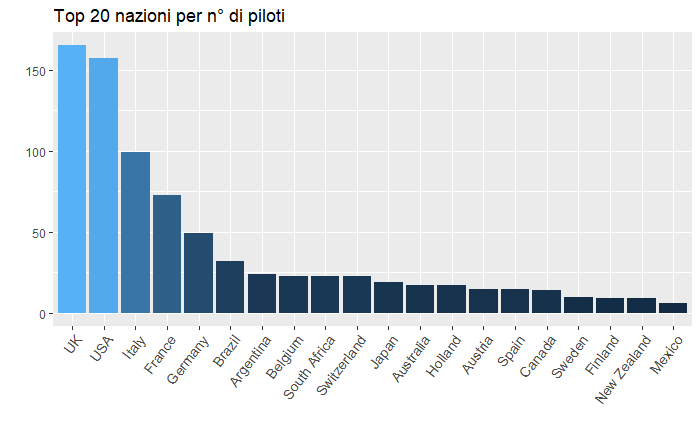 Top 20 nazioni per n° di piloti
150
100
50
0
UK
USA
Italy
France
Germany
Brazil
Argentina
Belgium
South Africa
Switzerland
Japan
Australia
Holland
Austria
Spain
Canada
Sweden
Finland
New Zealand
Mexico